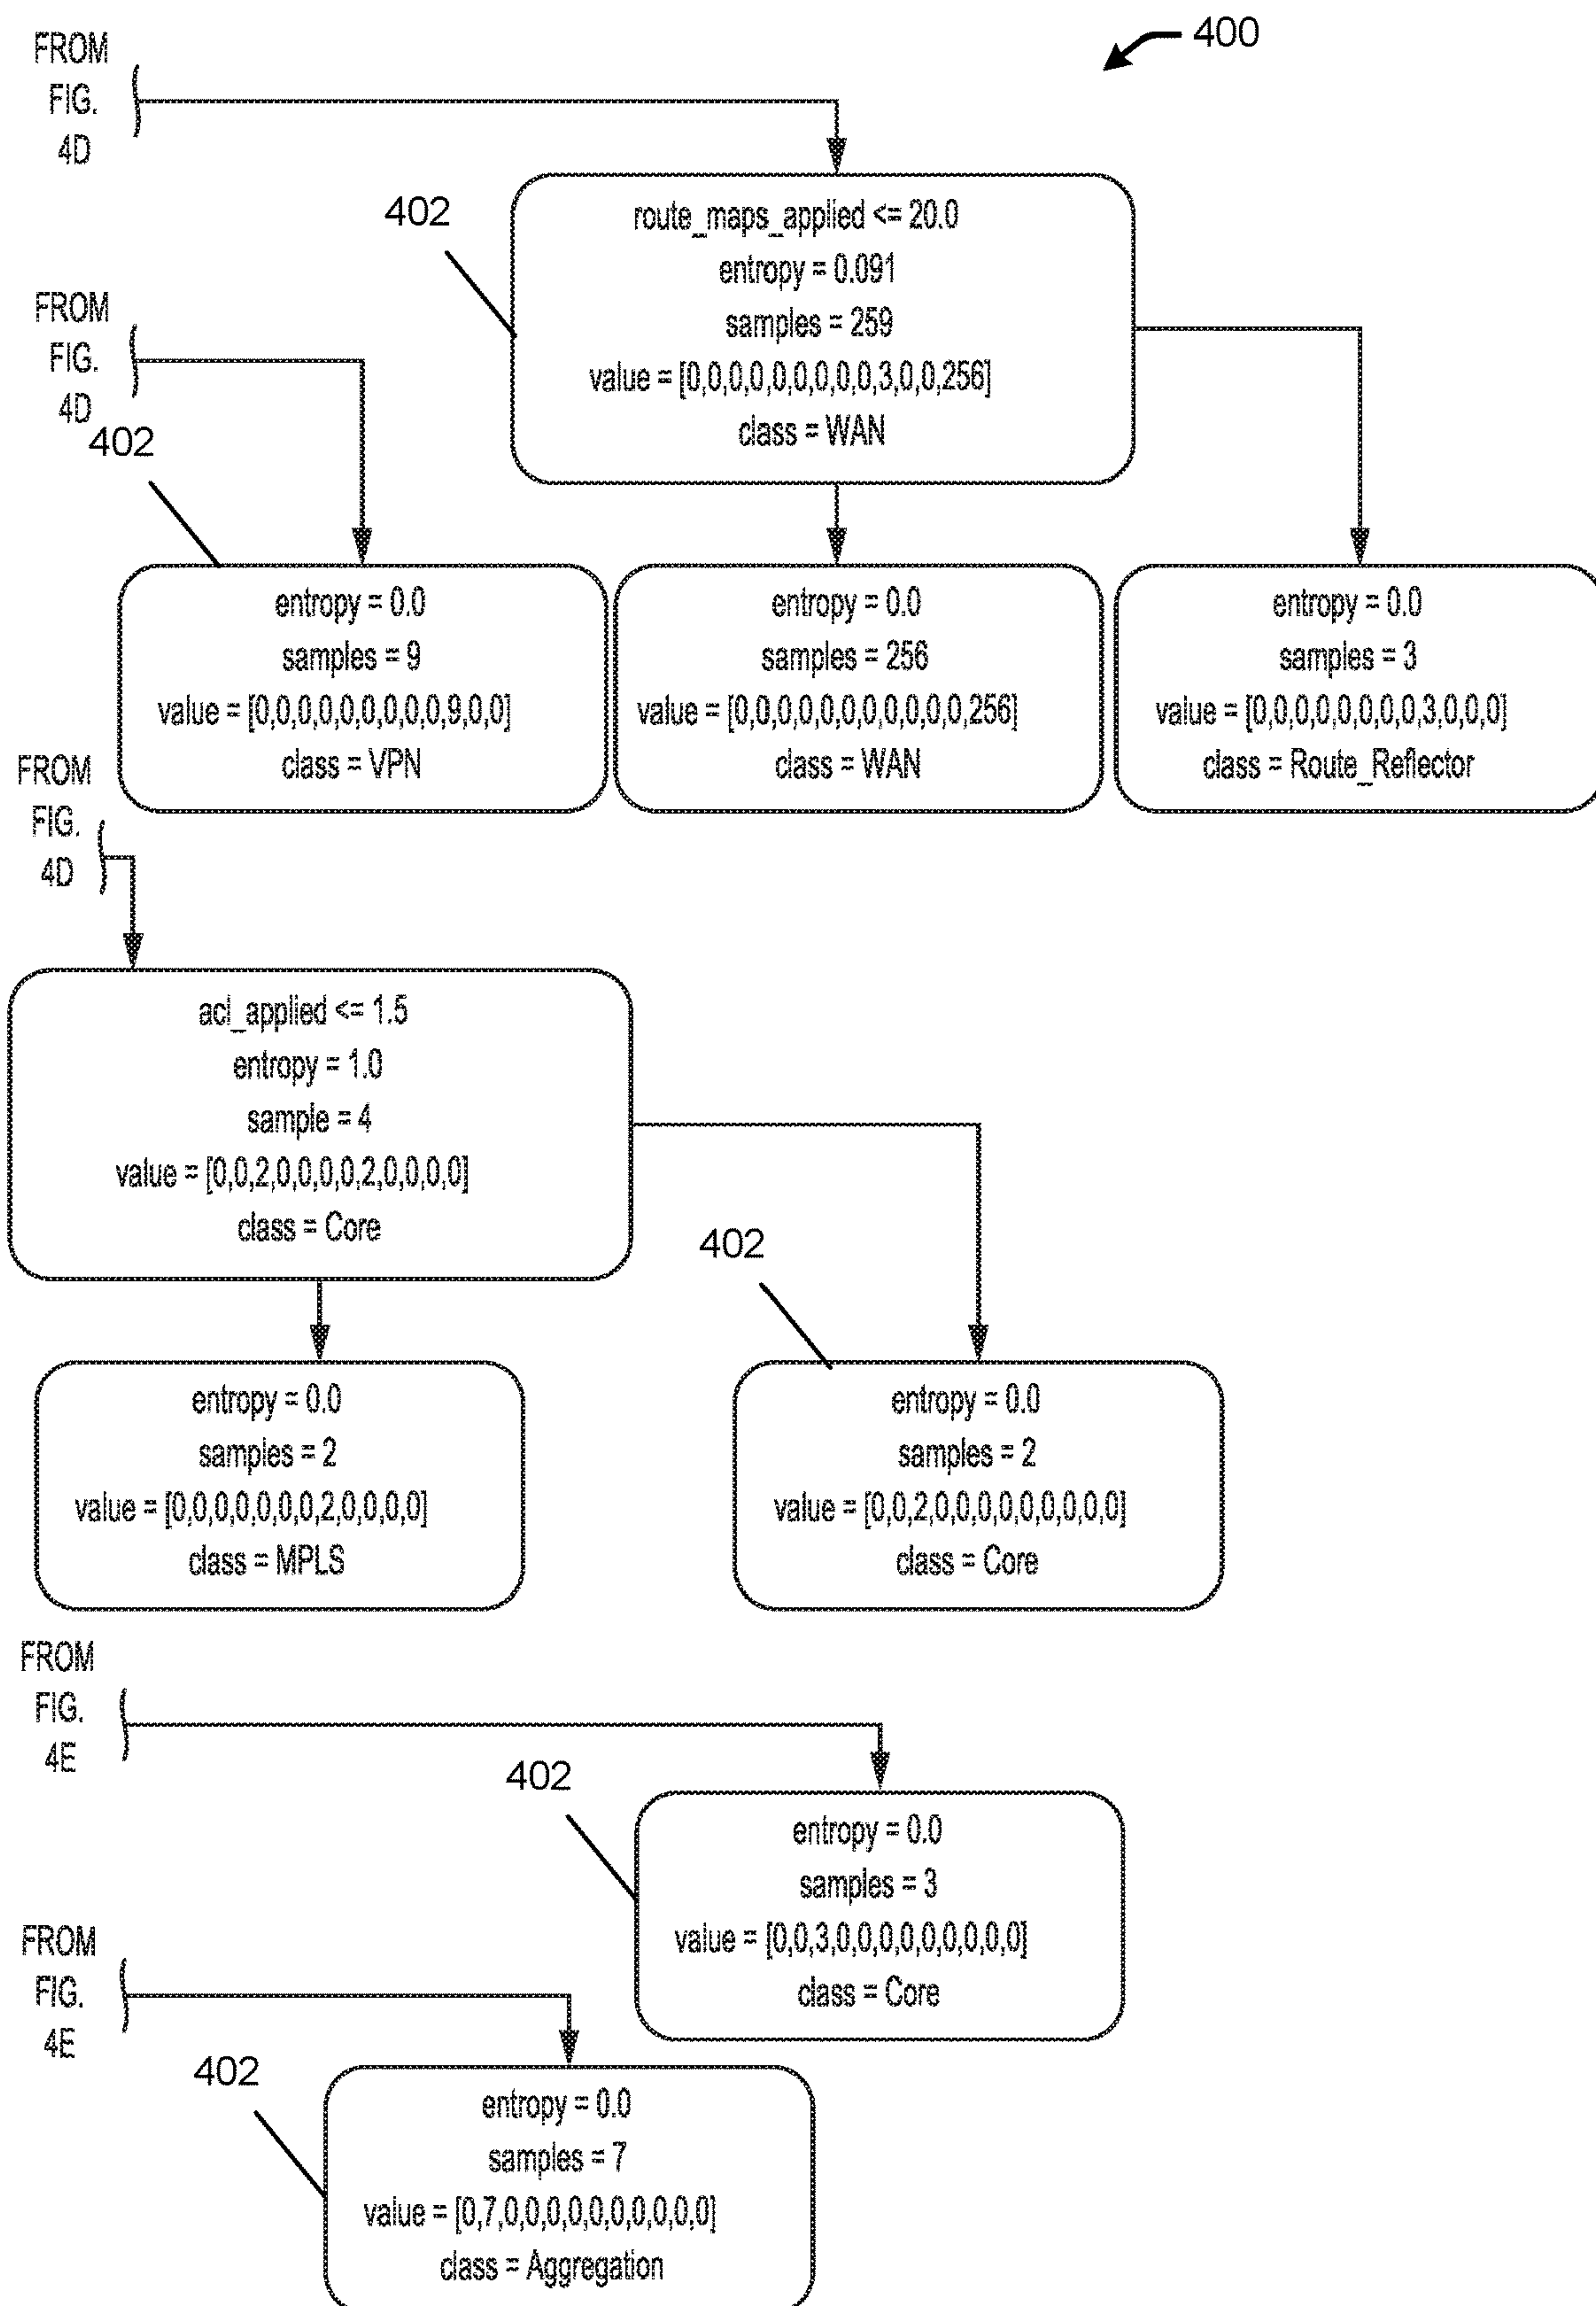 400
FROM
FIG.
4D
402
route_maps_applied <= 20.0
entropy = 0.091
samples = 259
value = [0,0,0,0,0,0,0,0,0,3,0,0,256]
class = WAN
FROM
FIG.
4D
402
entropy = 0.0
samples = 9
value = [0,0,0,0,0,0,0,0,0,9,0,0]
class = VPN
entropy = 0.0
samples = 256
value = [0,0,0,0,0,0,0,0,0,0,0,256]
class = WAN
entropy = 0.0
samples = 3
value = [0,0,0,0,0,0,0,0,3,0,0,0]
class = Route_Reflector
FROM
FIG.
4D
acl_applied <= 1.5
entropy = 1.0
sample = 4
value = [0,0,2,0,0,0,0,2,0,0,0,0]
class = Core
402
entropy = 0.0
samples = 2
value = [0,0,0,0,0,0,0,2,0,0,0,0]
class = MPLS
entropy = 0.0
samples = 2
value = [0,0,2,0,0,0,0,0,0,0,0,0]
class = Core
FROM
FIG.
4E
402
entropy = 0.0
samples = 3
value = [0,0,3,0,0,0,0,0,0,0,0,0]
class = Core
FROM
FIG.
4E
402
entropy = 0.0
samples = 7
value = [0,7,0,0,0,0,0,0,0,0,0,0]
class = Aggregation